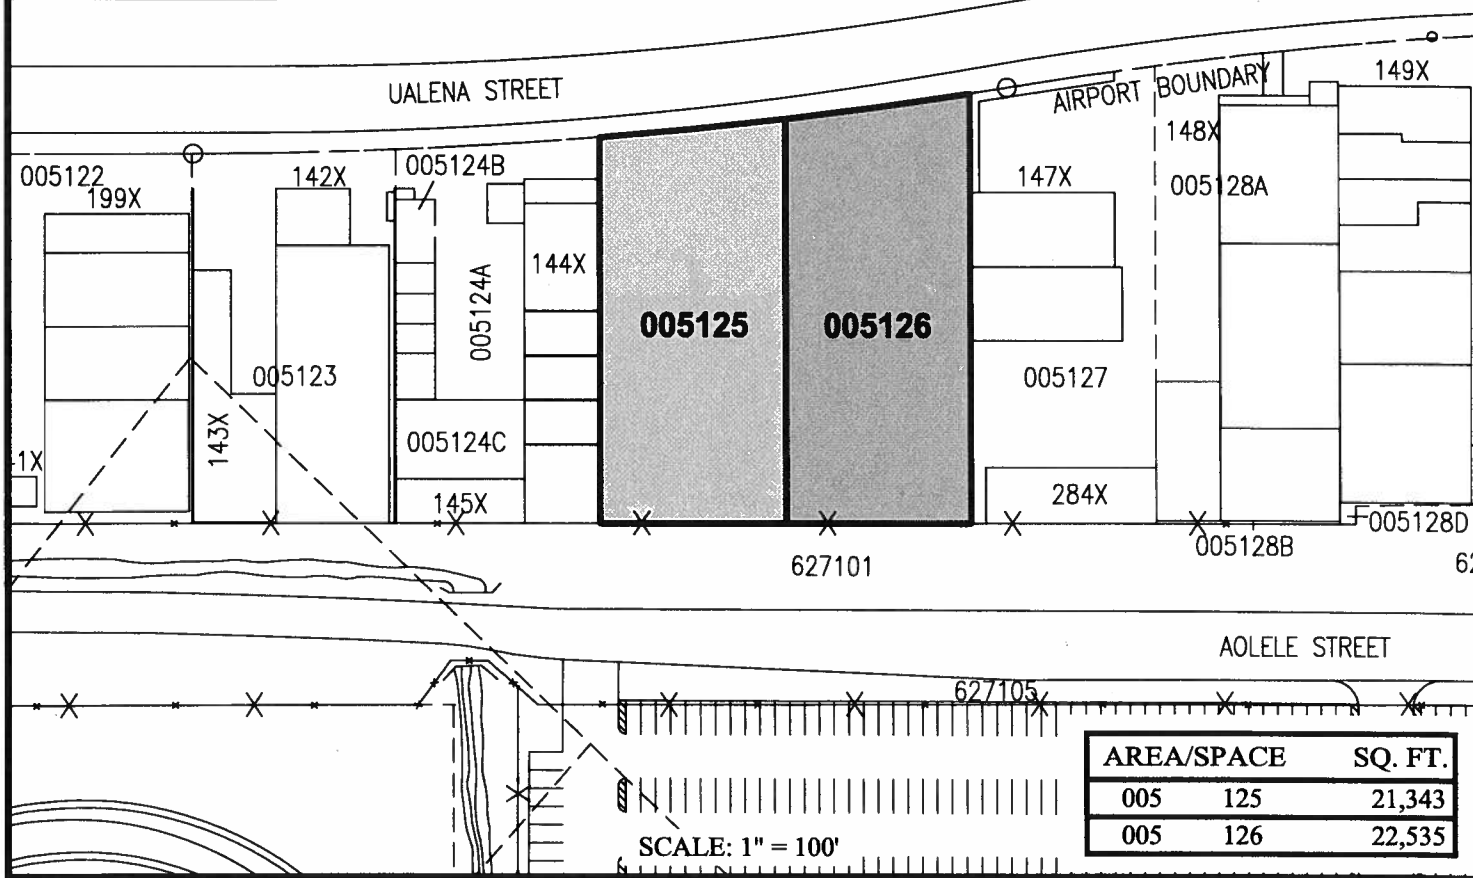 UALENA STREET
AIRPORT BOUNDARY
149X
148X
005122
199X
142X
005124B
147X
005128A
144X
005124A
005125
005126
005123
005127
143X
005124C
145X
284X
005128D
005128B
627101
AOLELE STREET
627105
AREA/SPACE SQ. FT.
005 125 21,343
005 126 22,535
SCALE: 1" = 100'